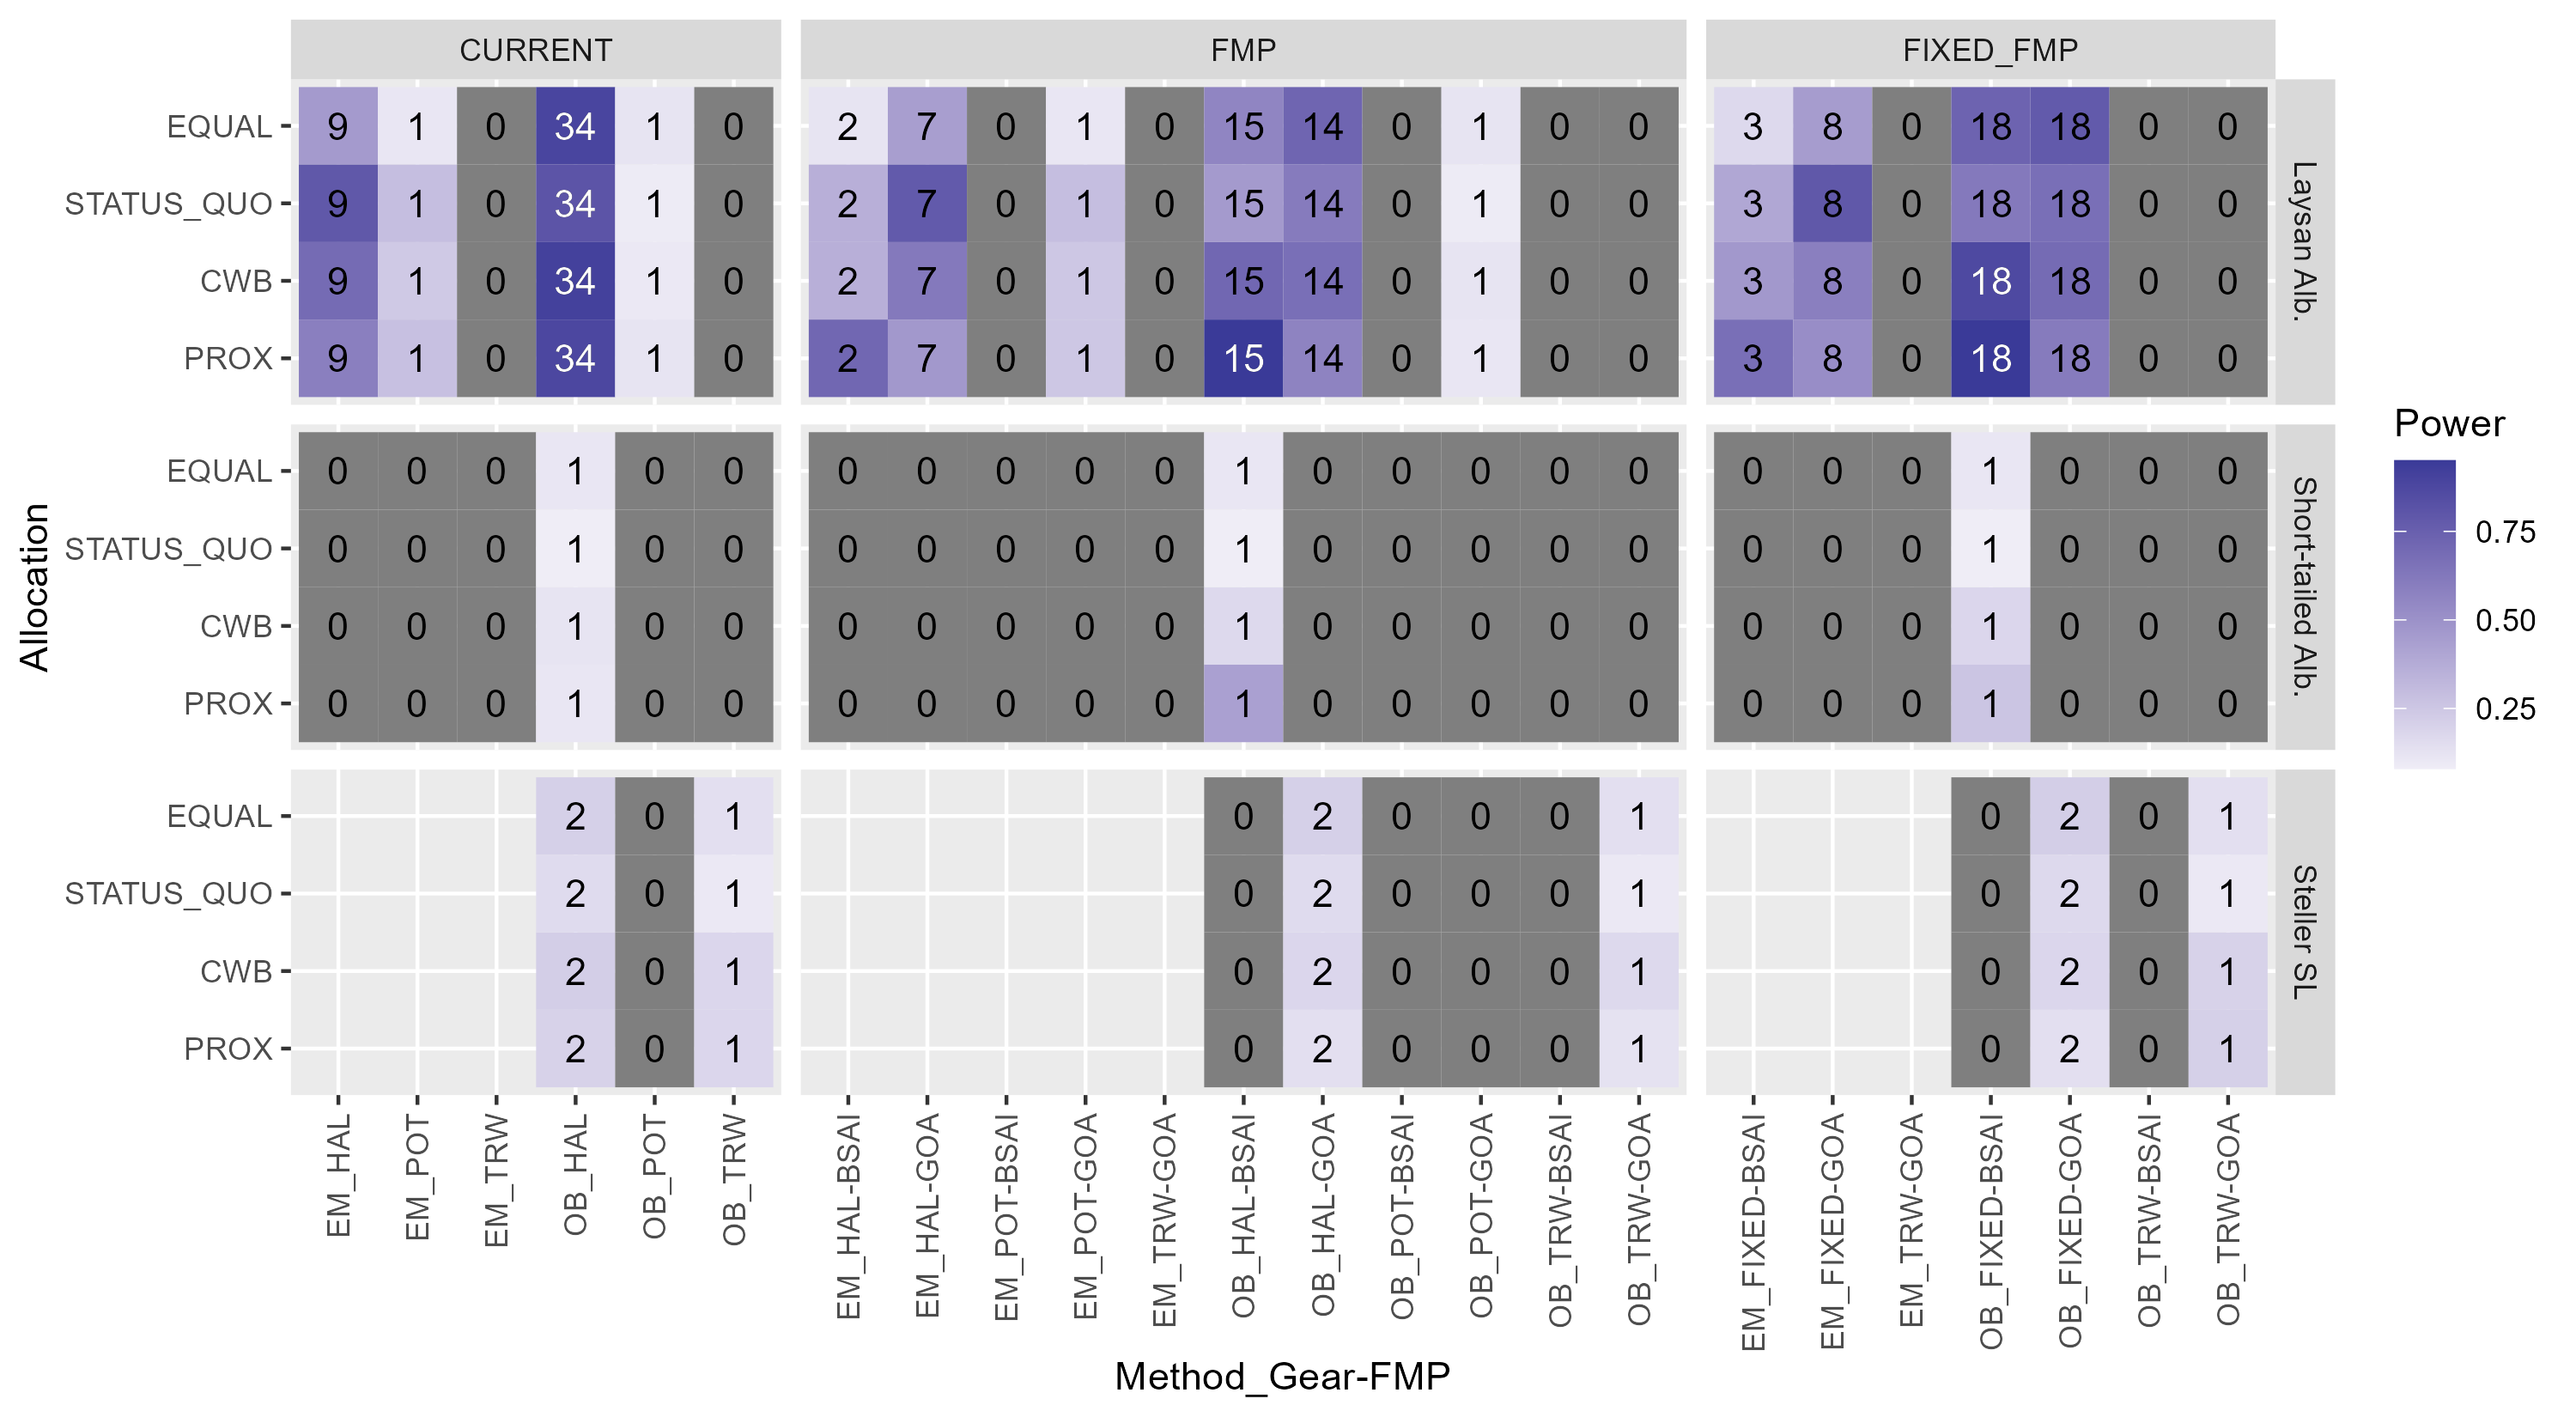 CURRENT FMP FIXED_FMP
EQUAL 9 1 0 34 1 0 2 7 0 1 0 15 14 0 1 0 0 3 8 0 18 18 0 0
STATUS_QUO 9 1 0 34 1 0 2 7 0 1 0 15 14 0 1 0 0 3 8 0 18 18 0 0
CWB 9 1 0 34 1 0 2 7 0 1 0 15 14 0 1 0 0 3 8 0 18 18 0 0
PROX 9 1 0 34 1 0 2 7 0 1 0 15 14 0 1 0 0 3 8 0 18 18 0 0
Laysan Alb.
EQUAL 0 0 0 1 0 0 0 0 0 0 0 1 0 0 0 0 0 0 0 0 1 0 0 0
STATUS_QUO 0 0 0 1 0 0 0 0 0 0 0 1 0 0 0 0 0 0 0 0 1 0 0 0
CWB 0 0 0 1 0 0 0 0 0 0 0 1 0 0 0 0 0 0 0 0 1 0 0 0
PROX 0 0 0 1 0 0 0 0 0 0 0 1 0 0 0 0 0 0 0 0 1 0 0 0
Short-tailed Alb.
EQUAL 2 0 1 0 2 0 0 0 1 0 2 0 1
STATUS_QUO 2 0 1 0 2 0 0 0 1 0 2 0 1
CWB 2 0 1 0 2 0 0 0 1 0 2 0 1
PROX 2 0 1 0 2 0 0 0 1 0 2 0 1
Steller SL
Allocation
EM_HAL
EM_POT
EM_TRW
OB_HAL
OB_POT
OB_TRW
EM_HAL-BSAI
EM_HAL-GOA
EM_POT-BSAI
EM_POT-GOA
EM_TRW-GOA
OB_HAL-BSAI
OB_HAL-GOA
OB_POT-BSAI
OB_POT-GOA
OB_TRW-BSAI
OB_TRW-GOA
EM_FIXED-BSAI
EM_FIXED-GOA
EM_TRW-GOA
OB_FIXED-BSAI
OB_FIXED-GOA
OB_TRW-BSAI
OB_TRW-GOA
Method_Gear-FMP
Power
0.75
0.50
0.25